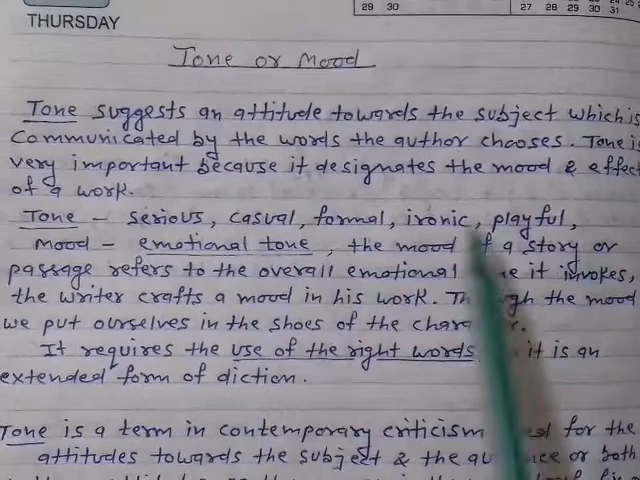 29 30
27 28 29 30 31
THURSDAY
Tone or Mood
Tone suggests an attitude towards the subject which is
communicated by the words the author chooses. Tone is
very important because it designates the mood & effect
of a work.
Tone - serious, casual, formal, ironic, playful,
Mood - emotional tone, the mood of a story or
passage refers to the overall emotional it invokes,
the writer crafts a mood in his work. Through the mood
we put ourselves in the shoes of the character.
It requires the use of the right words it is an
extended form of diction.
Tone is a term in contemporary criticism for the
attitudes towards the subject & the or both